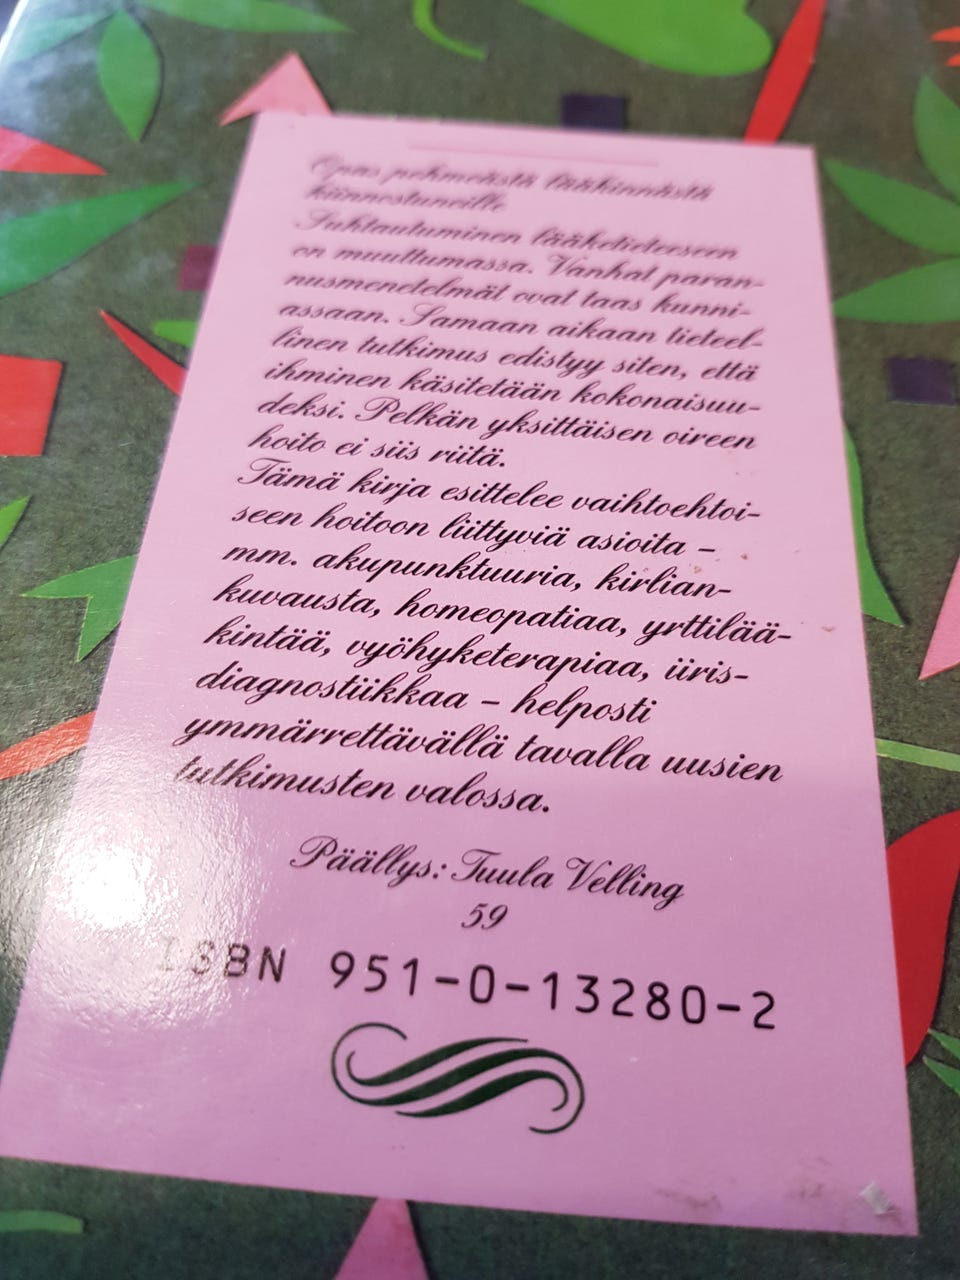 Opas pehmeästä lääkinnästä
kiinnostuneille
Suhtautuminen lääketieteeseen
on muuttumassa. Vanhat paran-
nusmenetelmät ovat taas kunni-
assaan. Samaan aikaan tieteel-
linen tutkimus edistyy siten, että
ihminen käsitetään kokonaisuu-
deksi. Pelkän yksittäisen oireen
hoito ei siis riitä.
Tämä kirja esittelee vaihtoehtoi-
seen hoitoon liittyviä asioita –
mm. akupunktuuria, kirlian-
kuvausta, homeopatiaa, yrttilää-
kintää, vyöhyketerapiaa, iiris-
diagnostiikkaa – helposti
ymmärrettävällä tavalla uusien
tutkimusten valossa.
Päällys: Tuula Velling
59
ISBN 951-0-13280-2